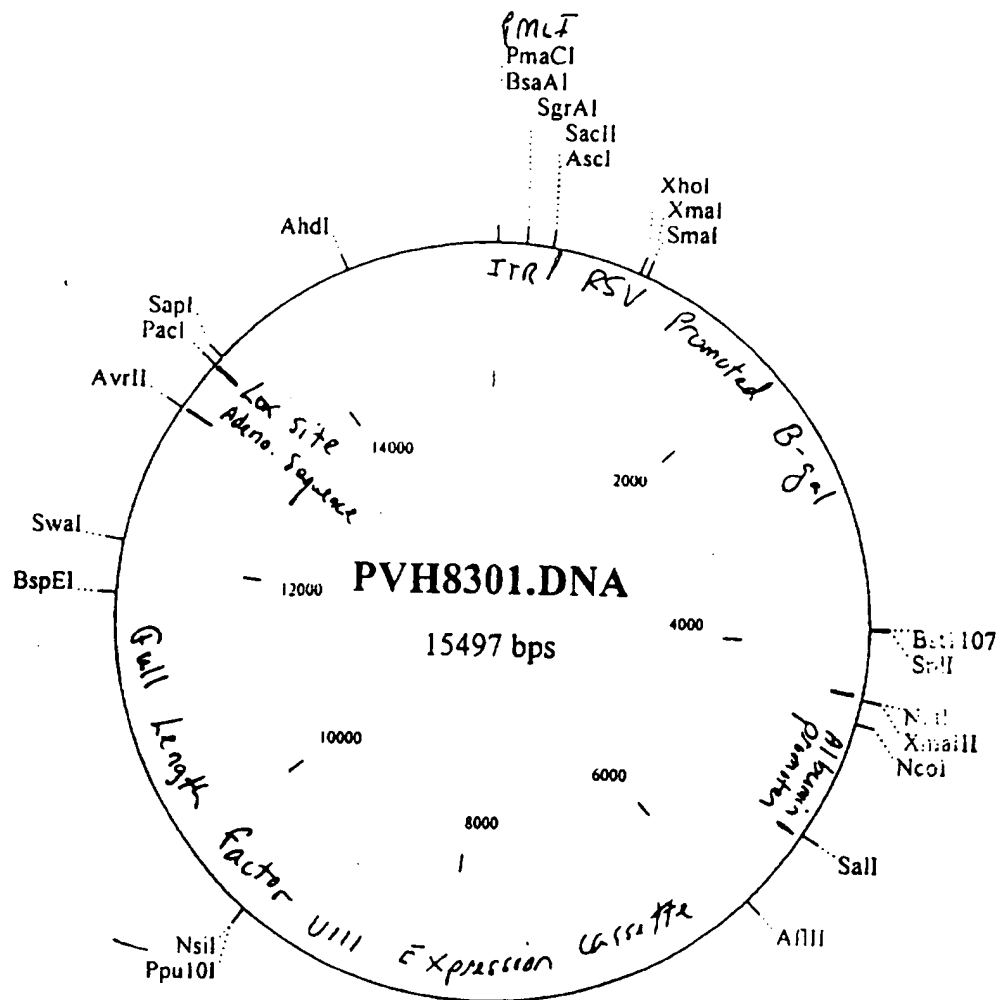 PmlI
PmaCI
BsaAI
SgrAI
SacII
AscI
XhoI
XmaI
SmaI
AhdI
ITR
RSV Promoted B-gal
SapI
PacI
AvrII
Lox Site
Adeno. Sequence
14000
2000
SwaI
BspEI
12000
PVH8301.DNA
15497 bps
4000
XmaIII
NcoI
Albumin
promoter
10000
6000
8000
SalI
AflII
Full Length Factor VIII Expression Cassette
NsiI
Ppu10I